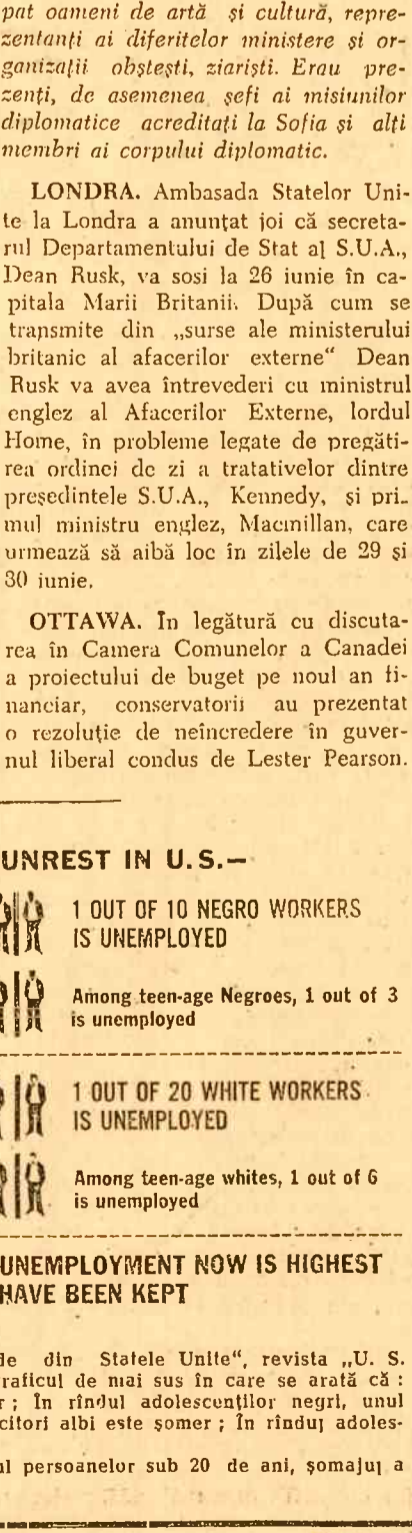 pat oameni de artă și cultură, repre-
zentanți ai diferitelor ministere și or-
ganizații obștești, ziariști. Erau pre-
zenți, de asemenea șefi ai misiunilor
diplomatice acreditați la Sofia și alți
membri ai corpului diplomatic.
LONDRA. Ambasada Statelor Uni-
te la Londra a anunțat joi că secreta-
rul Departamentului de Stat al S.U.A.,
Dean Rusk, va sosi la 26 iunie în ca-
pitala Marii Britanii. După cum se
transmite din „surse ale ministerului
britanic al afacerilor externe“ Dean
Rusk va avea întrevederi cu ministrul
englez al Afacerilor Externe, lordul
Home, în probleme legate de pregăti-
rea ordinei de zi a tratativelor dintre
președintele S.U.A., Kennedy, și pri-
mul ministru englez, Macmillan, care
urmează să aibă loc în zilele de 29 și
30 iunie.
OTTAWA. În legătură cu discuta-
rea în Camera Comunelor a Canadei
a proiectului de buget pe noul an fi-
nanciar, conservatorii au prezentat
o rezoluție de neîncredere în guver-
nul liberal condus de Lester Pearson.
UNREST IN U.S.—
1 OUT OF 10 NEGRO WORKERS
IS UNEMPLOYED
Among teen-age Negroes, 1 out of 3
is unemployed
1 OUT OF 20 WHITE WORKERS
IS UNEMPLOYED
Among teen-age whites, 1 out of 6
is unemployed
UNEMPLOYMENT NOW IS HIGHEST
HAVE BEEN KEPT
de din Statele Unite“, revista „U. S.
raficul de mai sus în care se arată că :
r ; În rîndul adolescenților negri, unul
citori albi este șomer ; În rîndul adoles-
ul persoanelor sub 20 de ani, șomajul a